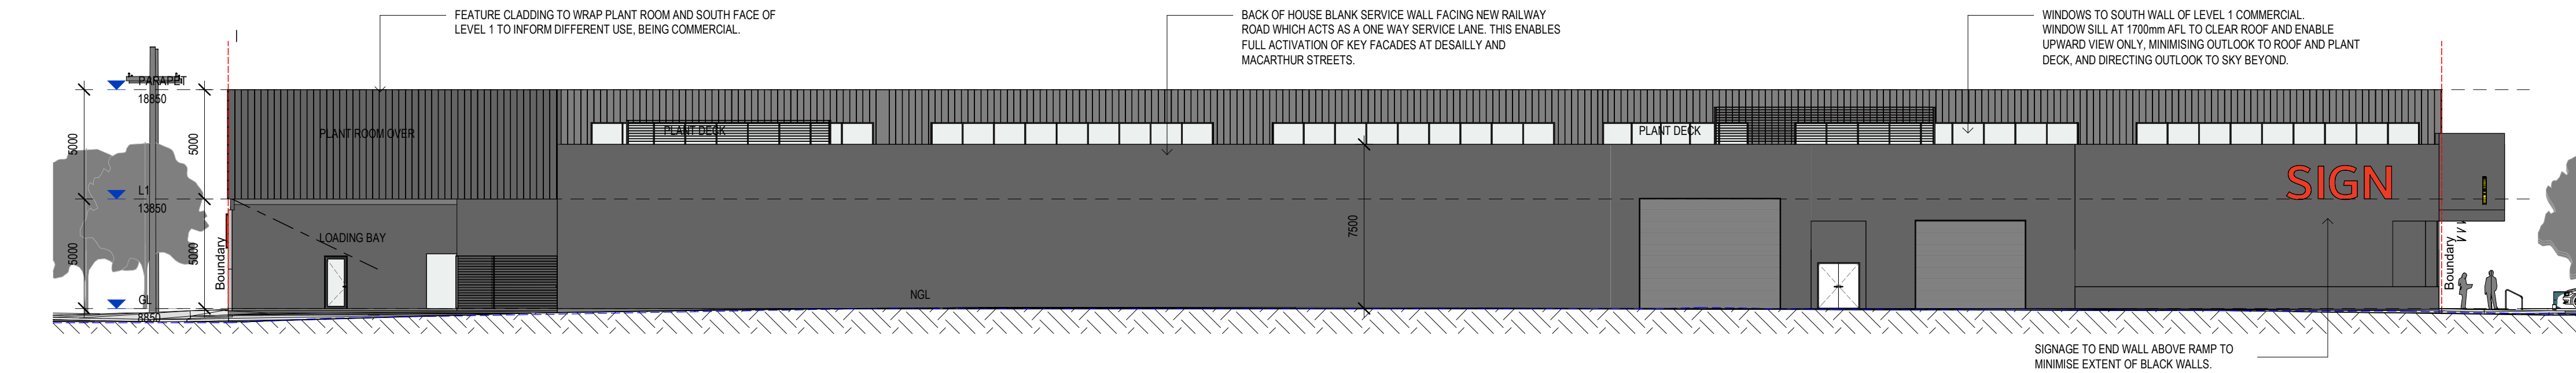 FEATURE CLADDING TO WRAP PLANT ROOM AND SOUTH FACE OF
LEVEL 1 TO INFORM DIFFERENT USE, BEING COMMERCIAL.
BACK OF HOUSE BLANK SERVICE WALL FACING NEW RAILWAY
ROAD WHICH ACTS AS A ONE WAY SERVICE LANE. THIS ENABLES
FULL ACTIVATION OF KEY FACADES AT DESAILLY AND
MACARTHUR STREETS.
WINDOWS TO SOUTH WALL OF LEVEL 1 COMMERCIAL.
WINDOW SILL AT 1700mm AFL TO CLEAR ROOF AND ENABLE
UPWARD VIEW ONLY, MINIMISING OUTLOOK TO ROOF AND PLANT
DECK, AND DIRECTING OUTLOOK TO SKY BEYOND.
PARAPET
18850
5000
5000
PLANT ROOM OVER
PLANT DECK
PLANT DECK
L1
13850
SIGN
5000
5000
Boundary
LOADING BAY
7500
Boundary
GL
8850
NGL
SIGNAGE TO END WALL ABOVE RAMP TO
MINIMISE EXTENT OF BLACK WALLS.